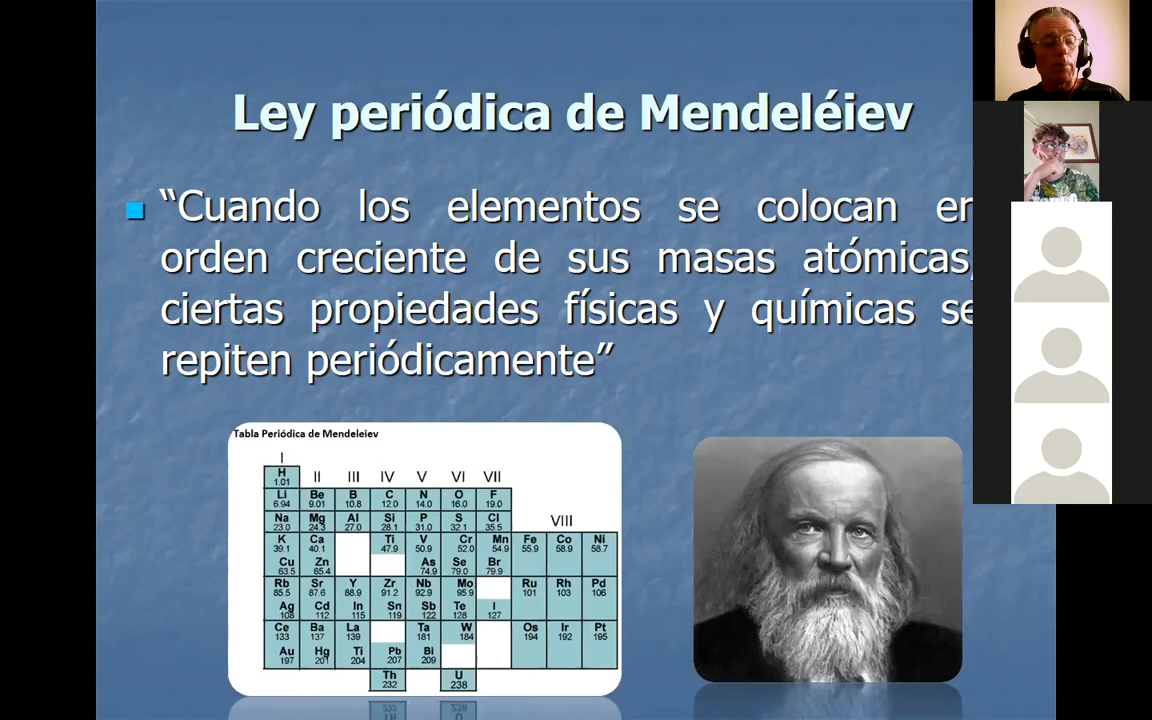 Ley periódica de Mendeléiev
“Cuando los elementos se colocan en
orden creciente de sus masas atómicas,
ciertas propiedades físicas y químicas se
repiten periódicamente”
Tabla Periódica de Mendeleiev
I
II III IV V VI VII
VIII
H
1.01
Li Be B C N O F
6.94 9.01 10.8 12.0 14.0 16.0 19.0
Na Mg Al Si P S Cl
23.0 24.3 27.0 28.1 31.0 32.1 35.5
K Ca Ti V Cr Mn Fe Co Ni
39.1 40.1 47.9 50.9 52.0 54.9 55.9 58.9 58.7
Cu Zn As Se Br
63.5 65.4 74.9 79.0 79.9
Rb Sr Y Zr Nb Mo Ru Rh Pd
85.5 87.6 88.9 91.2 92.9 95.9 101 103 106
Ag Cd In Sn Sb Te I
108 112 115 119 122 128 127
Ce Ba La Ta W Os Ir Pt
133 137 139 181 184 194 192 195
Au Hg Ti Pb Bi
197 201 204 207 209
Th U
232 238